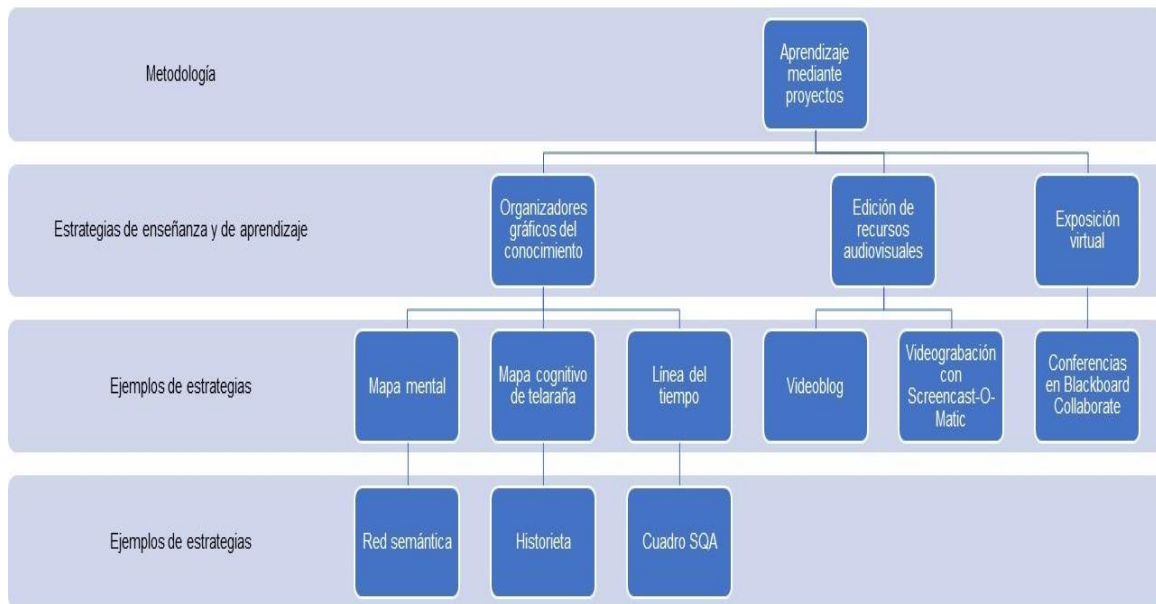 Metodología
Aprendizaje
mediante
proyectos
Estrategias de enseñanza y de aprendizaje
Organizadores
gráficos del
conocimiento
Edición de
recursos
audiovisuales
Exposición
virtual
Ejemplos de estrategias
Mapa mental
Mapa cognitivo
de telaraña
Línea del
tiempo
Videoblog
Videograbación
con
Screencast-O-
Matic
Conferencias
en Blackboard
Collaborate
Ejemplos de estrategias
Red semántica
Historieta
Cuadro SQA